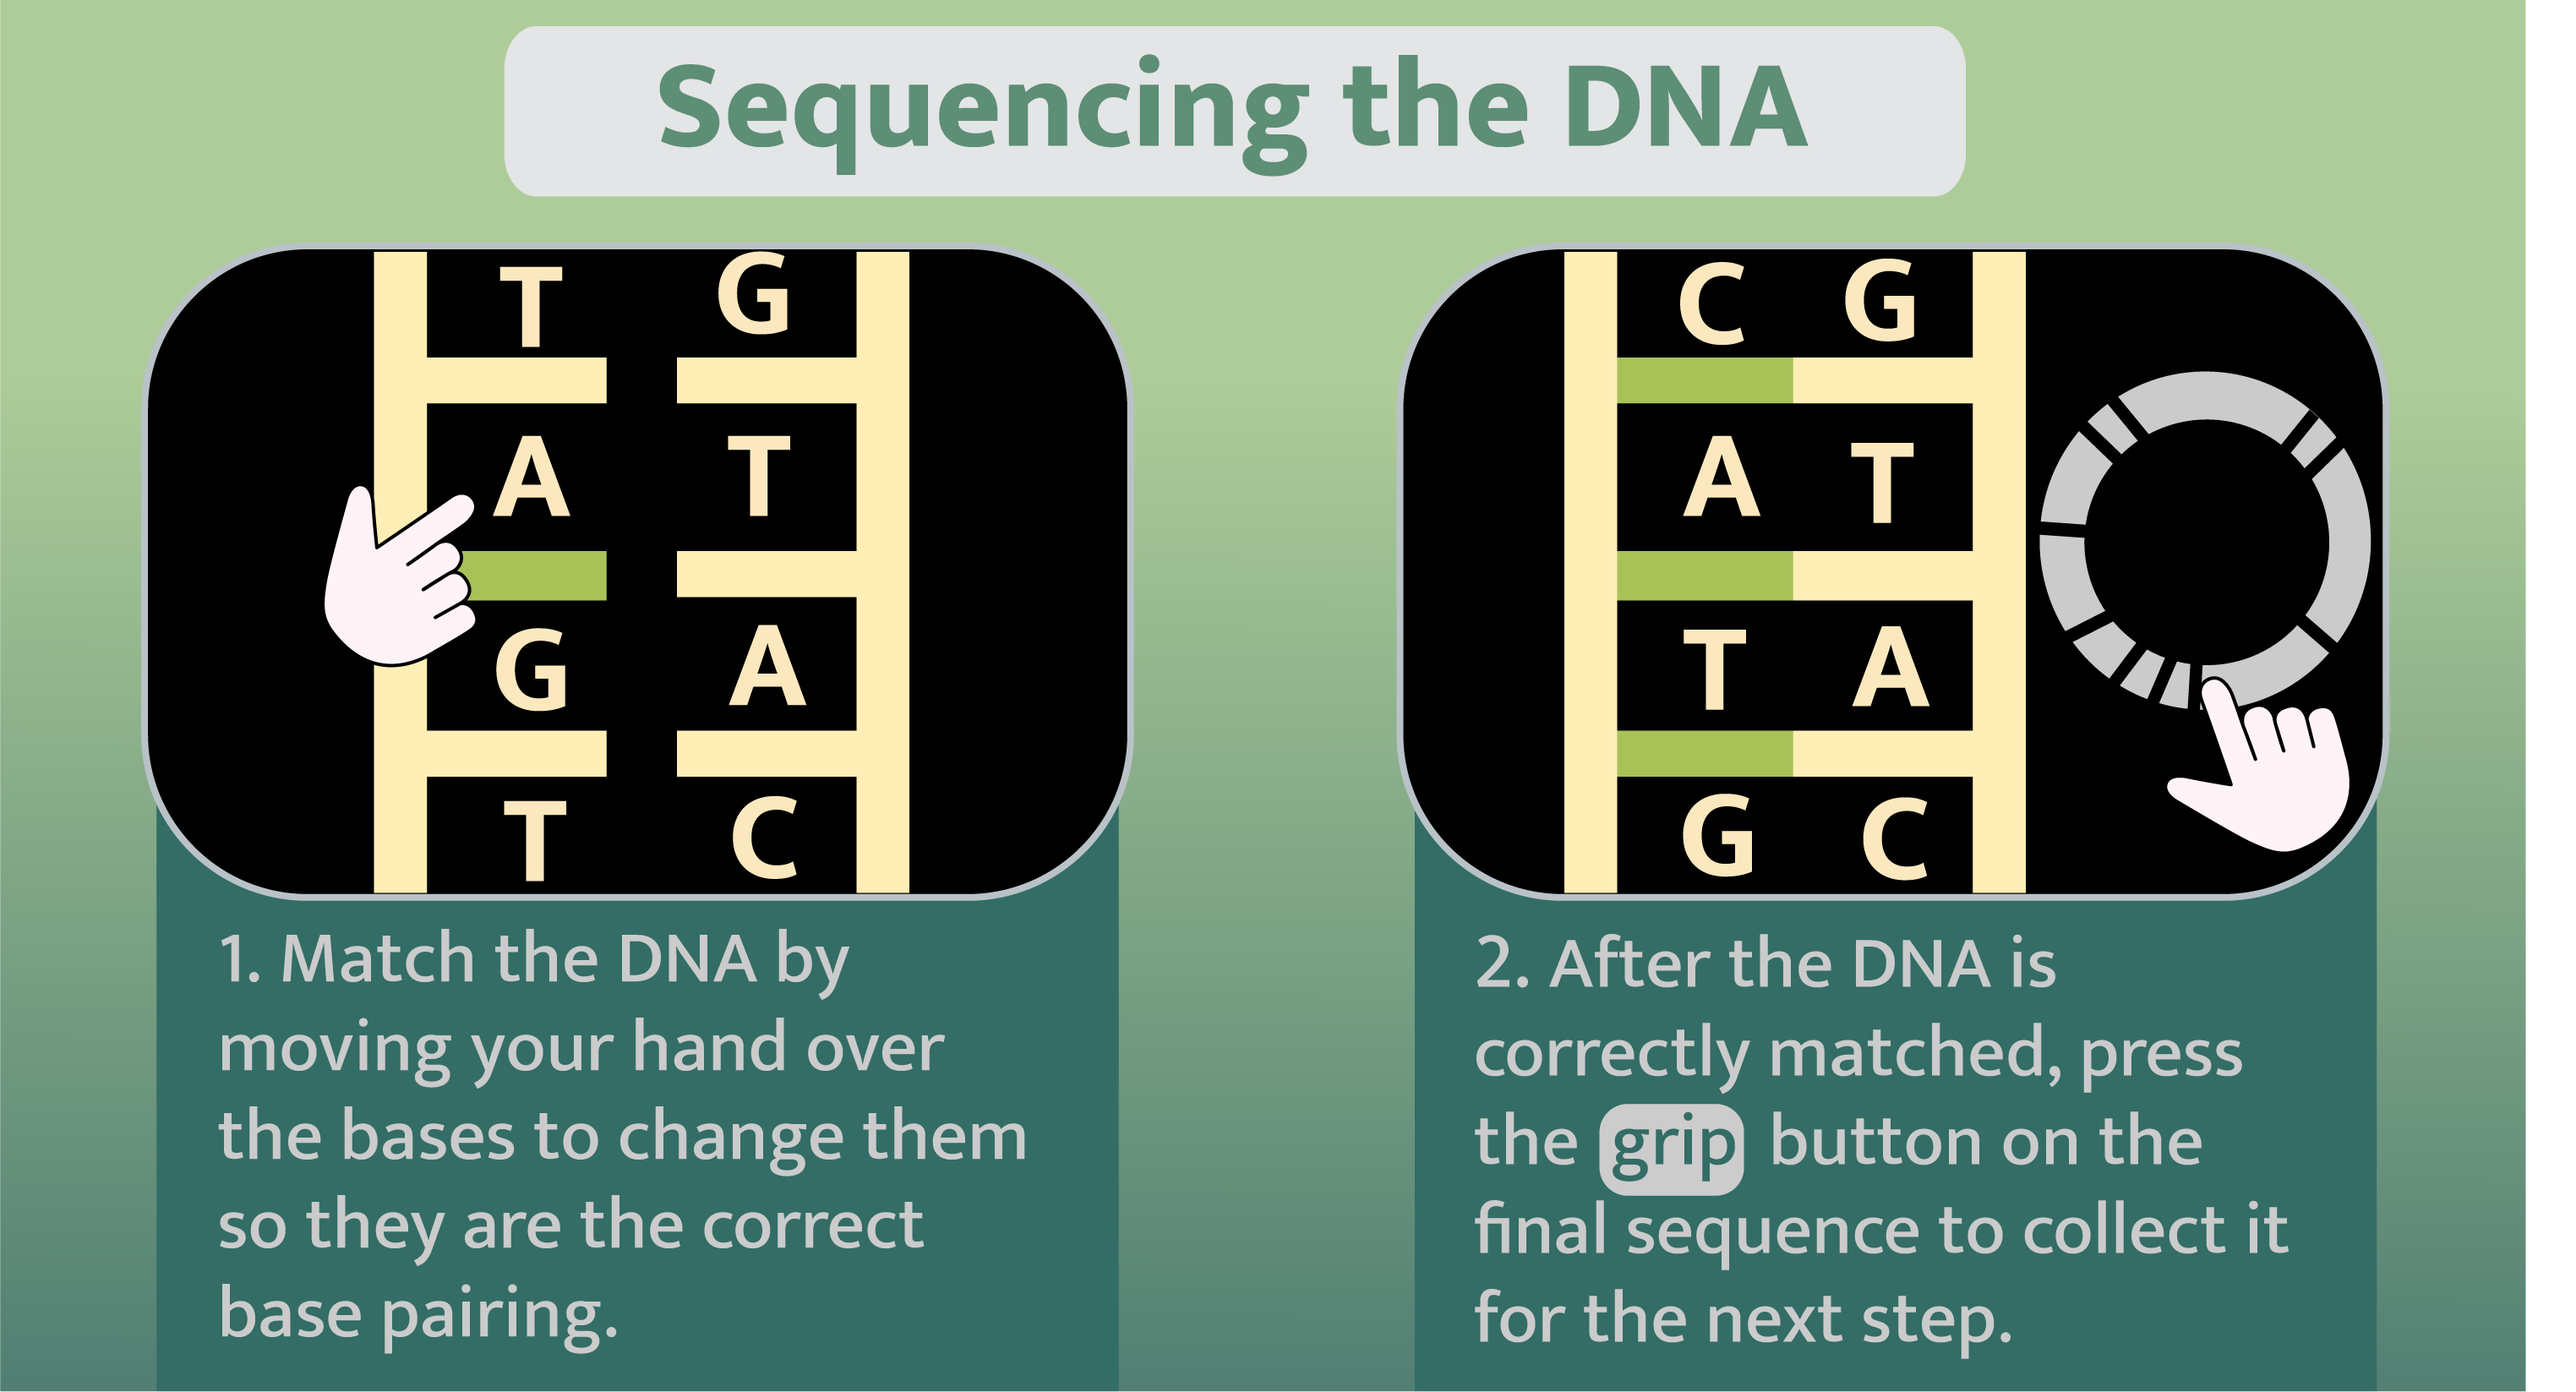 Sequencing the DNA
T G
A T
G A
T C
1. Match the DNA by
moving your hand over
the bases to change them
so they are the correct
base pairing.
C G
A T
T A
G C
2. After the DNA is
correctly matched, press
the grip button on the
final sequence to collect it
for the next step.